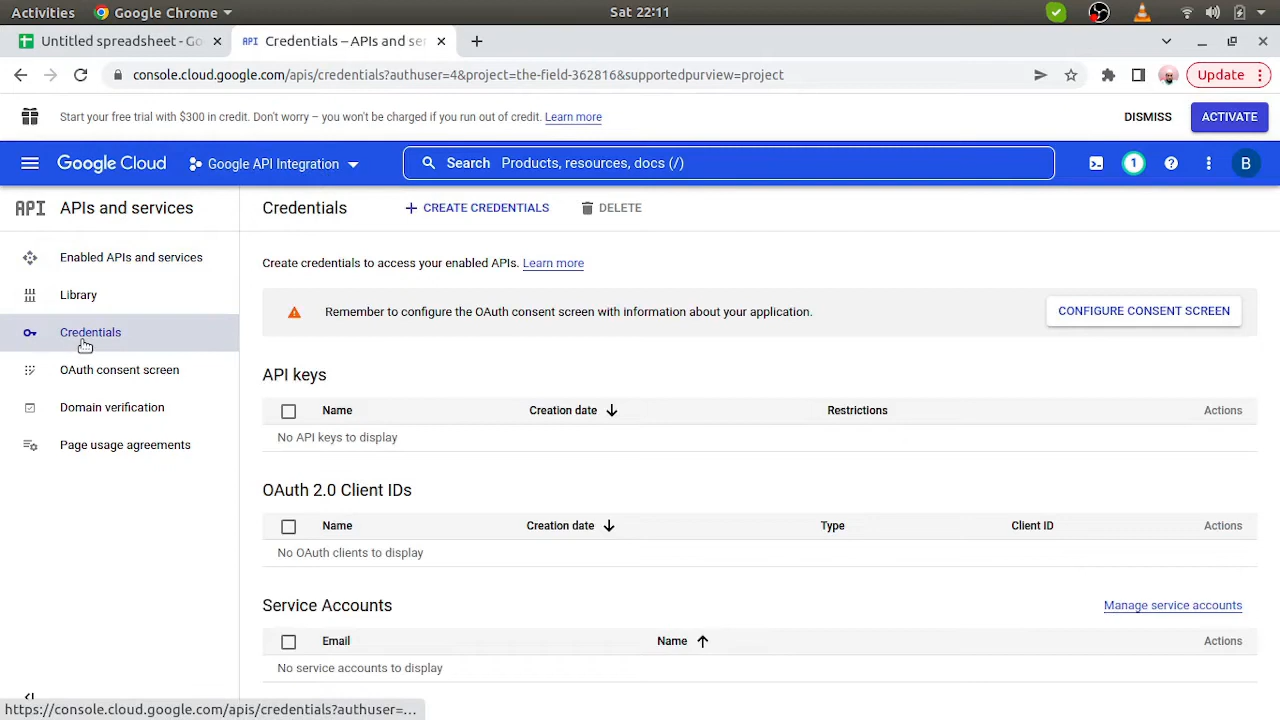 Activities Google Chrome Sat 22:11
Untitled spreadsheet - Go Credentials – APIs and ser
console.cloud.google.com/apis/credentials?authuser=4&project=the-field-362816&supportedpurview=project Update
Start your free trial with $300 in credit. Don't worry – you won't be charged if you run out of credit. Learn more DISMISS ACTIVATE
Google Cloud Google API Integration Search Products, resources, docs (/) 1 B
API APIs and services Credentials + CREATE CREDENTIALS DELETE
Enabled APIs and services
Library
Credentials
OAuth consent screen
Domain verification
Page usage agreements
Create credentials to access your enabled APIs. Learn more
Remember to configure the OAuth consent screen with information about your application. CONFIGURE CONSENT SCREEN
API keys
Name Creation date Restrictions Actions
No API keys to display
OAuth 2.0 Client IDs
Name Creation date Type Client ID Actions
No OAuth clients to display
Service Accounts Manage service accounts
Email Name Actions
No service accounts to display
https://console.cloud.google.com/apis/credentials?authuser=...